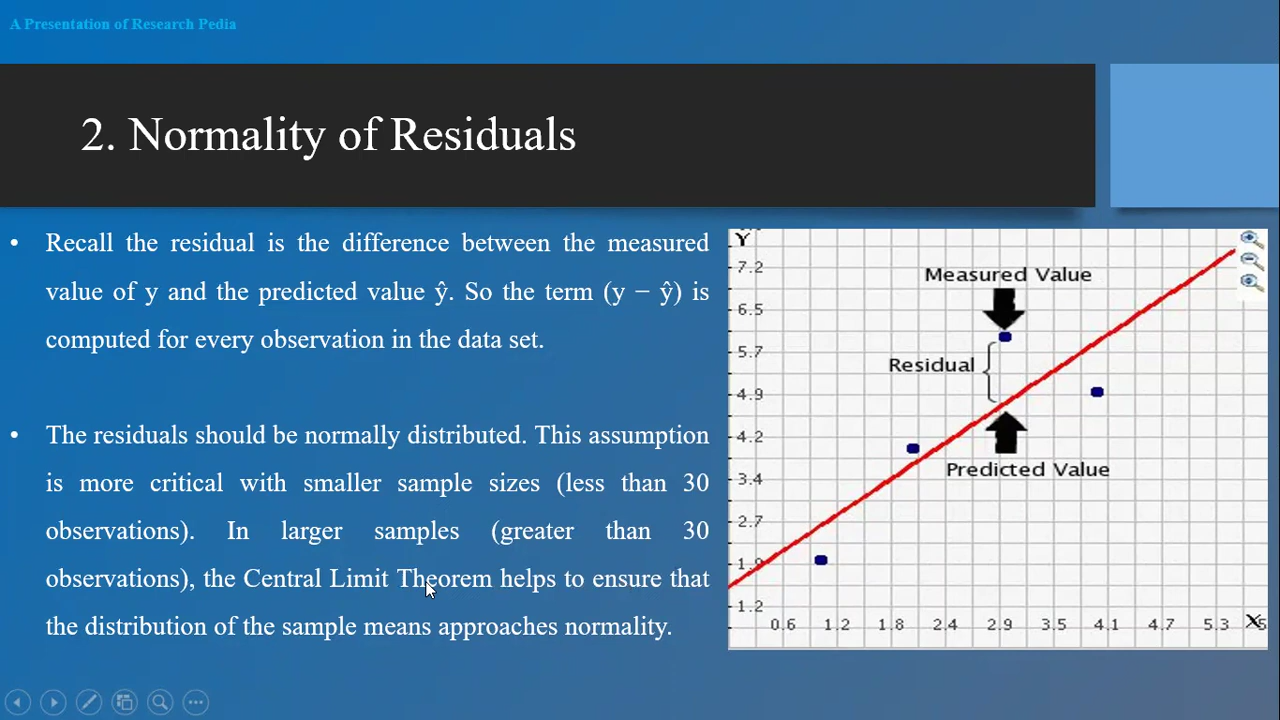 A Presentation of Research Pedia
2. Normality of Residuals
• Recall the residual is the difference between the measured
value of y and the predicted value ŷ. So the term (y − ŷ) is
computed for every observation in the data set.
• The residuals should be normally distributed. This assumption
is more critical with smaller sample sizes (less than 30
observations). In larger samples (greater than 30
observations), the Central Limit Theorem helps to ensure that
the distribution of the sample means approaches normality.
Y
7.2
6.5
5.7
4.9
4.2
3.4
2.7
1.9
1.2
Measured Value
Residual
Predicted Value
0.6 1.2 1.8 2.4 2.9 3.5 4.1 4.7 5.3 X